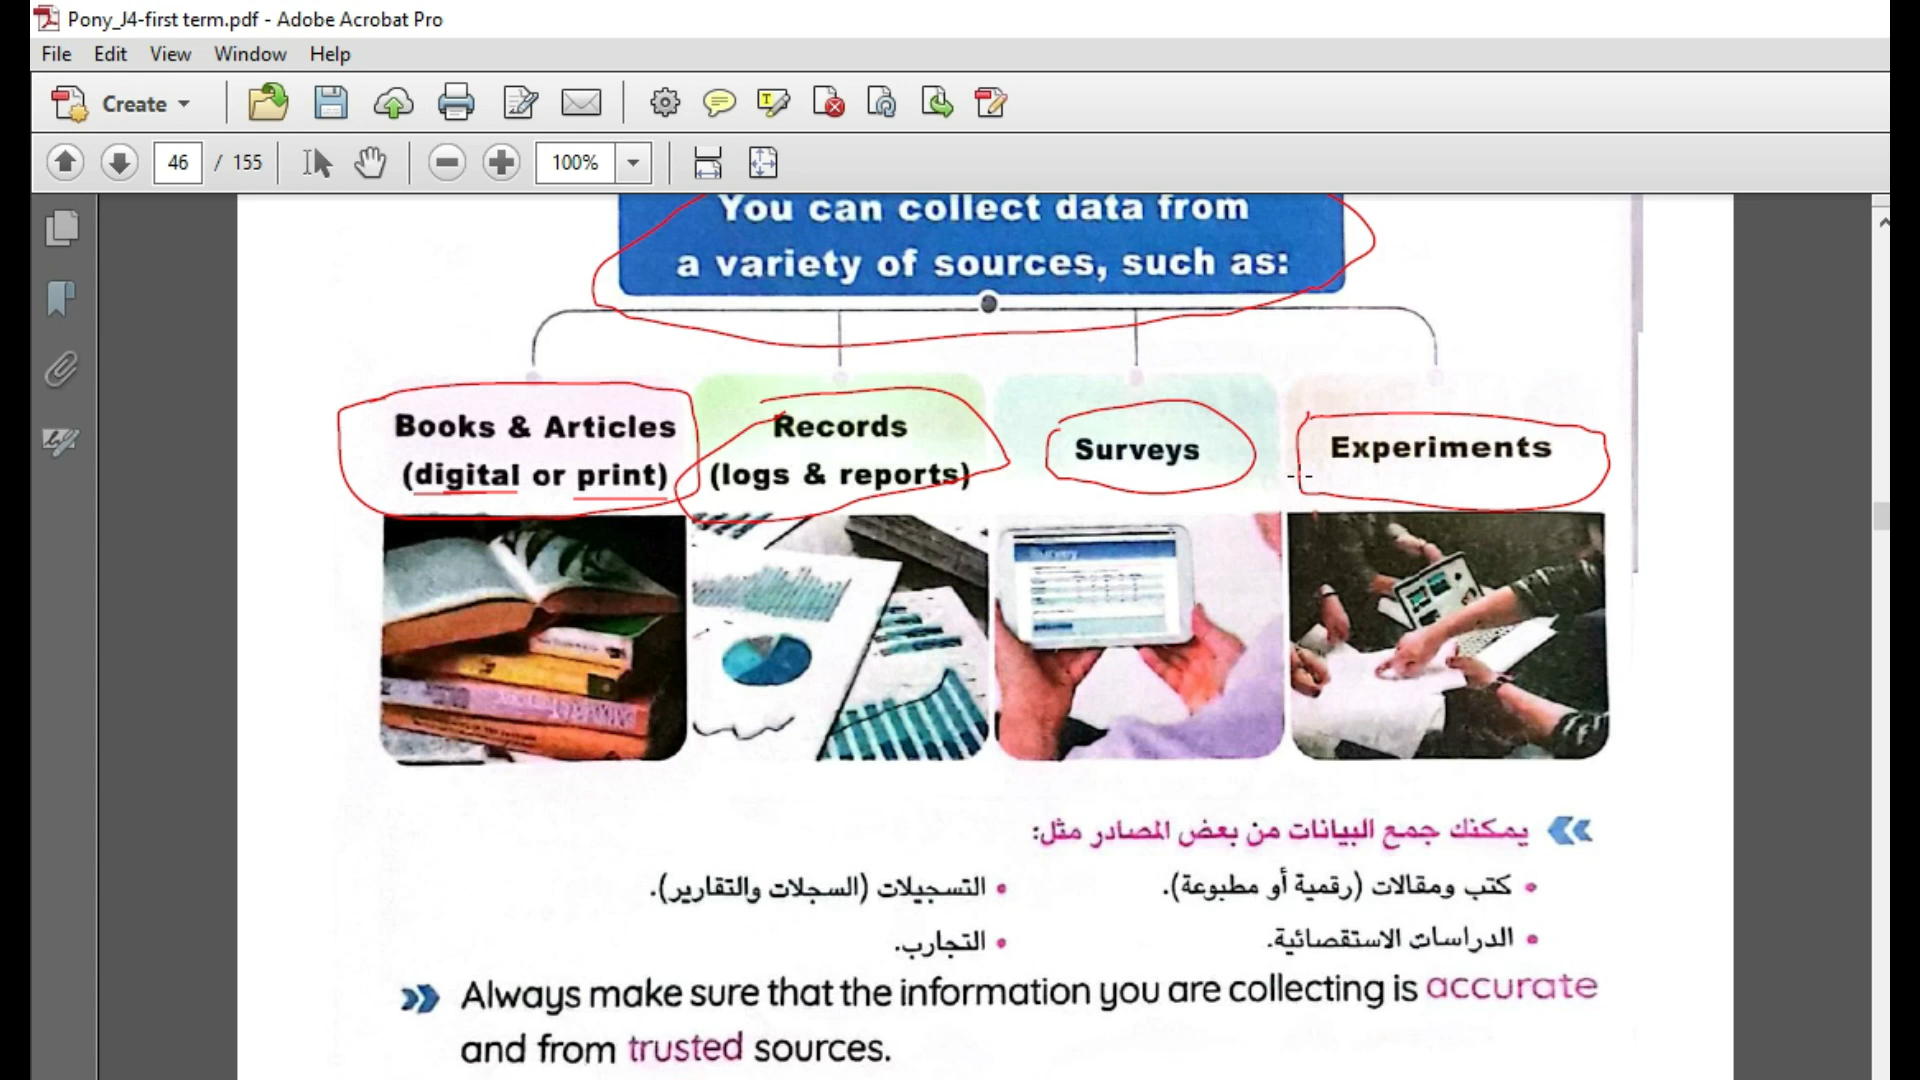 Pony_J4-first term.pdf - Adobe Acrobat Pro
File Edit View Window Help
Create
46 / 155 100%
You can collect data from
a variety of sources, such as:
Books & Articles
(digital or print)
Records
(logs & reports)
Surveys
Experiments
Survey
يمكنك جمع البيانات من بعض المصادر مثل:
• كتب ومقالات (رقمية أو مطبوعة).
• التسجيلات (السجلات والتقارير).
• الدراسات الاستقصائية.
• التجارب.
Always make sure that the information you are collecting is accurate
and from trusted sources.